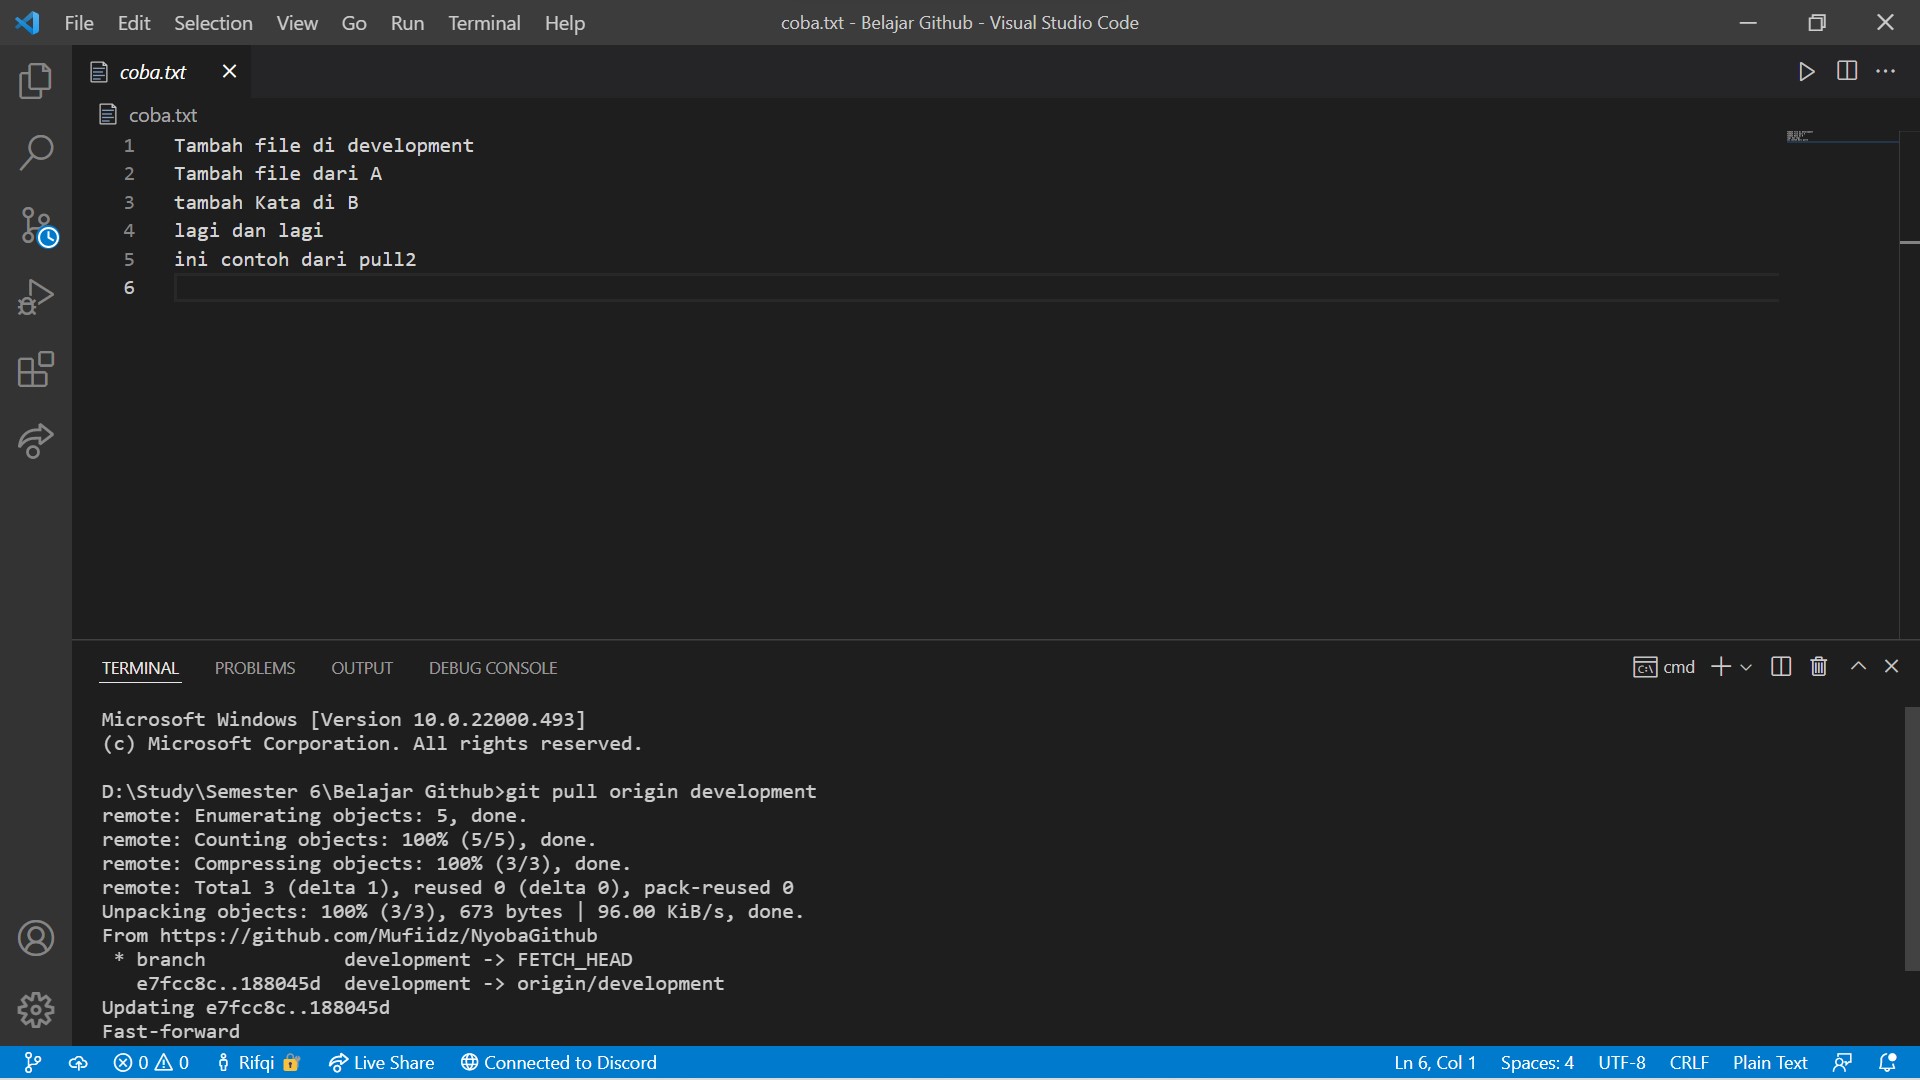 File Edit Selection View Go Run Terminal Help
coba.txt - Belajar Github - Visual Studio Code
coba.txt
coba.txt
1 Tambah file di development
2 Tambah file dari A
3 tambah Kata di B
4 lagi dan lagi
5 ini contoh dari pull2
6
TERMINAL PROBLEMS OUTPUT DEBUG CONSOLE
cmd
Microsoft Windows [Version 10.0.22000.493]
(c) Microsoft Corporation. All rights reserved.
D:\Study\Semester 6\Belajar Github>git pull origin development
remote: Enumerating objects: 5, done.
remote: Counting objects: 100% (5/5), done.
remote: Compressing objects: 100% (3/3), done.
remote: Total 3 (delta 1), reused 0 (delta 0), pack-reused 0
Unpacking objects: 100% (3/3), 673 bytes | 96.00 KiB/s, done.
From https://github.com/Mufiidz/NyobaGithub
* branch development -> FETCH_HEAD
e7fcc8c..188045d development -> origin/development
Updating e7fcc8c..188045d
Fast-forward
0 0 Rifqi Live Share Connected to Discord
Ln 6, Col 1 Spaces: 4 UTF-8 CRLF Plain Text